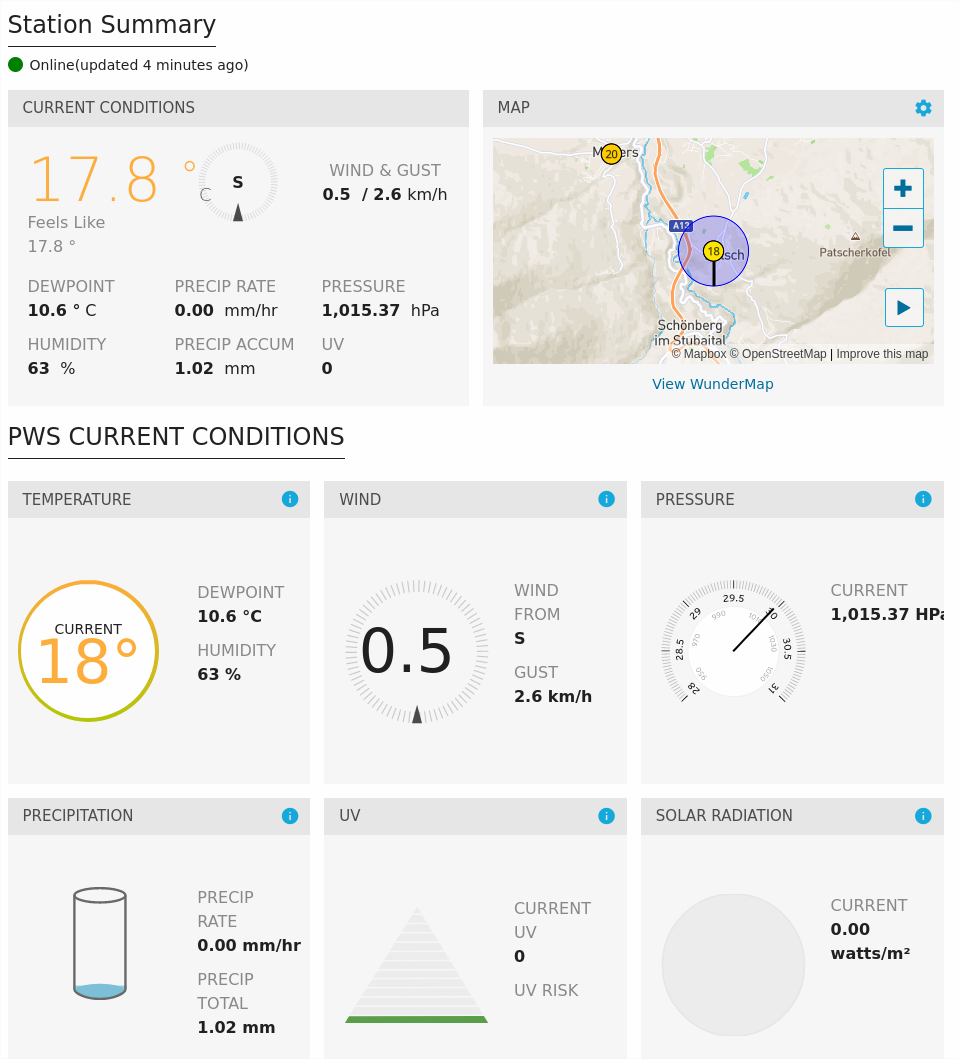 Station Summary
Online(updated 4 minutes ago)
CURRENT CONDITIONS
17.8 °
C
Feels Like
17.8 °
S
WIND & GUST
0.5 / 2.6 km/h
DEWPOINT
10.6 ° C
PRECIP RATE
0.00 mm/hr
PRESSURE
1,015.37 hPa
HUMIDITY
63 %
PRECIP ACCUM
1.02 mm
UV
0
MAP
20
A13
18
Patscherkofel
Schönberg
im Stubaital
© Mapbox © OpenStreetMap | Improve this map
View WunderMap
PWS CURRENT CONDITIONS
TEMPERATURE
CURRENT
18°
DEWPOINT
10.6 °C
HUMIDITY
63 %
WIND
0.5
WIND
FROM
S
GUST
2.6 km/h
PRESSURE
28
28.5
29
29.5
30
30.5
31
950
970
990
1030
1050
CURRENT
1,015.37 HPa
PRECIPITATION
PRECIP
RATE
0.00 mm/hr
PRECIP
TOTAL
1.02 mm
UV
CURRENT
UV
0
UV RISK
SOLAR RADIATION
CURRENT
0.00
watts/m²